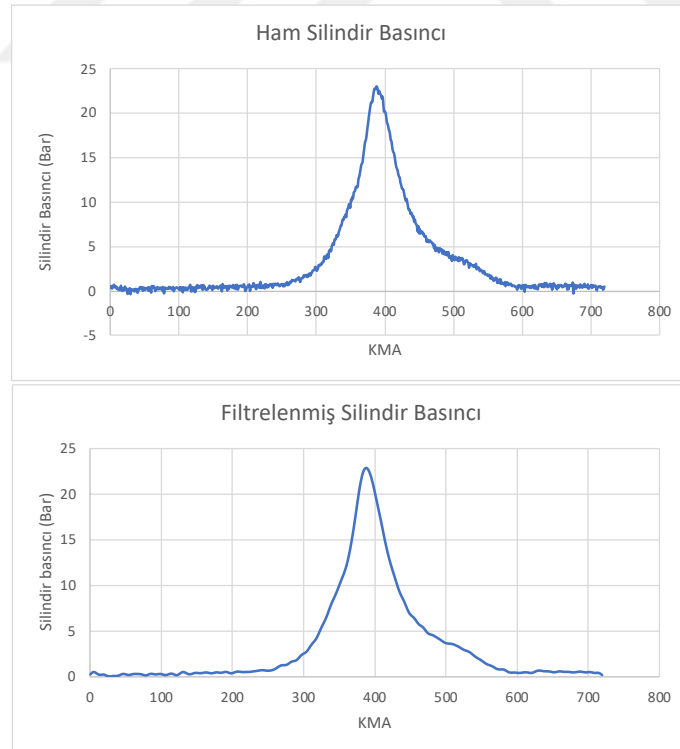 Ham Silindir Basıncı
25
20
15
10
5
0
-5
0 100 200 300 400 500 600 700 800
Silindir Basıncı (Bar)
KMA
Filtrelenmiş Silindir Basıncı
25
20
15
10
5
0
0 100 200 300 400 500 600 700 800
Silindir basıncı (Bar)
KMA